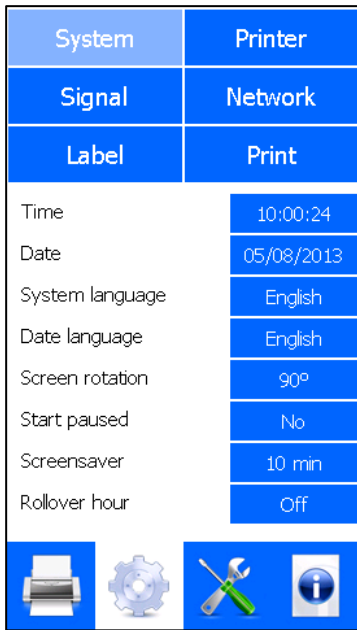 System Printer
Signal Network
Label Print
Time 10:00:24
Date 05/08/2013
System language English
Date language English
Screen rotation 90º
Start paused No
Screensaver 10 min
Rollover hour Off